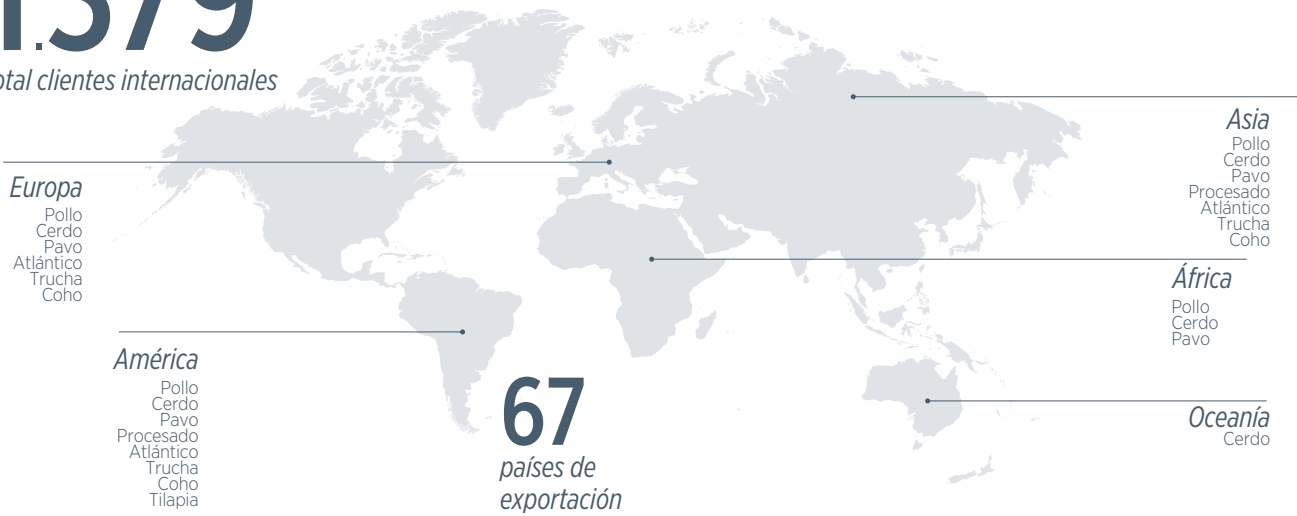 1.379
total clientes internacionales
Europa
Pollo
Cerdo
Pavo
Atlántico
Trucha
Coho
América
Pollo
Cerdo
Pavo
Procesado
Atlántico
Trucha
Coho
Tilapia
67
países de
exportación
Asia
Pollo
Cerdo
Pavo
Procesado
Atlántico
Trucha
Coho
África
Pollo
Cerdo
Pavo
Oceanía
Cerdo